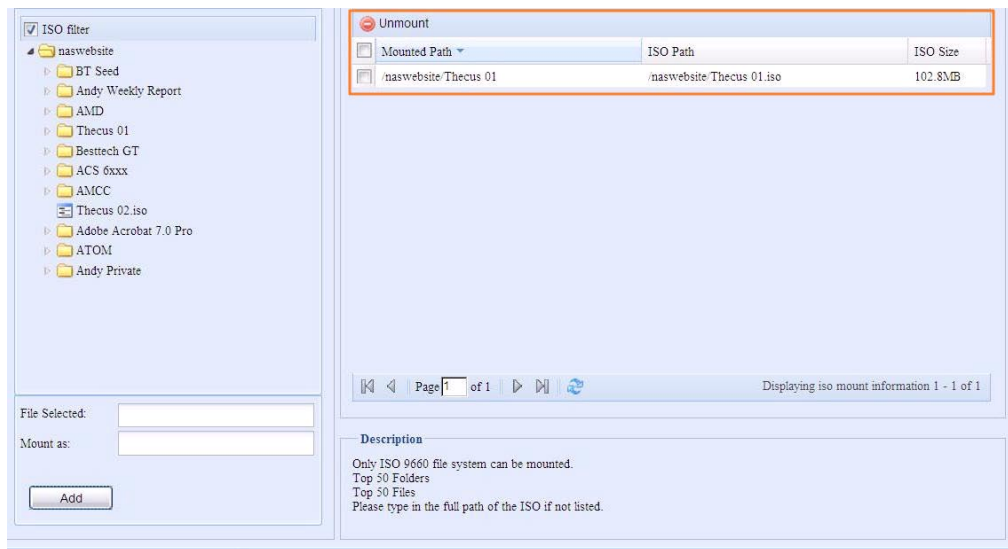 ISO filter
naswebsite
BT Seed
Andy Weekly Report
AMD
Thecus 01
Besttech GT
ACS 6xxx
AMCC
Thecus 02.iso
Adobe Acrobat 7.0 Pro
ATOM
Andy Private
File Selected:
Mount as:
Add
Unmount
Mounted Path ISO Path ISO Size
/naswebsite/Thecus 01 /naswebsite/Thecus 01.iso 102.8MB
Page 1 of 1 Displaying iso mount information 1 - 1 of 1
Description
Only ISO 9660 file system can be mounted.
Top 50 Folders
Top 50 Files
Please type in the full path of the ISO if not listed.